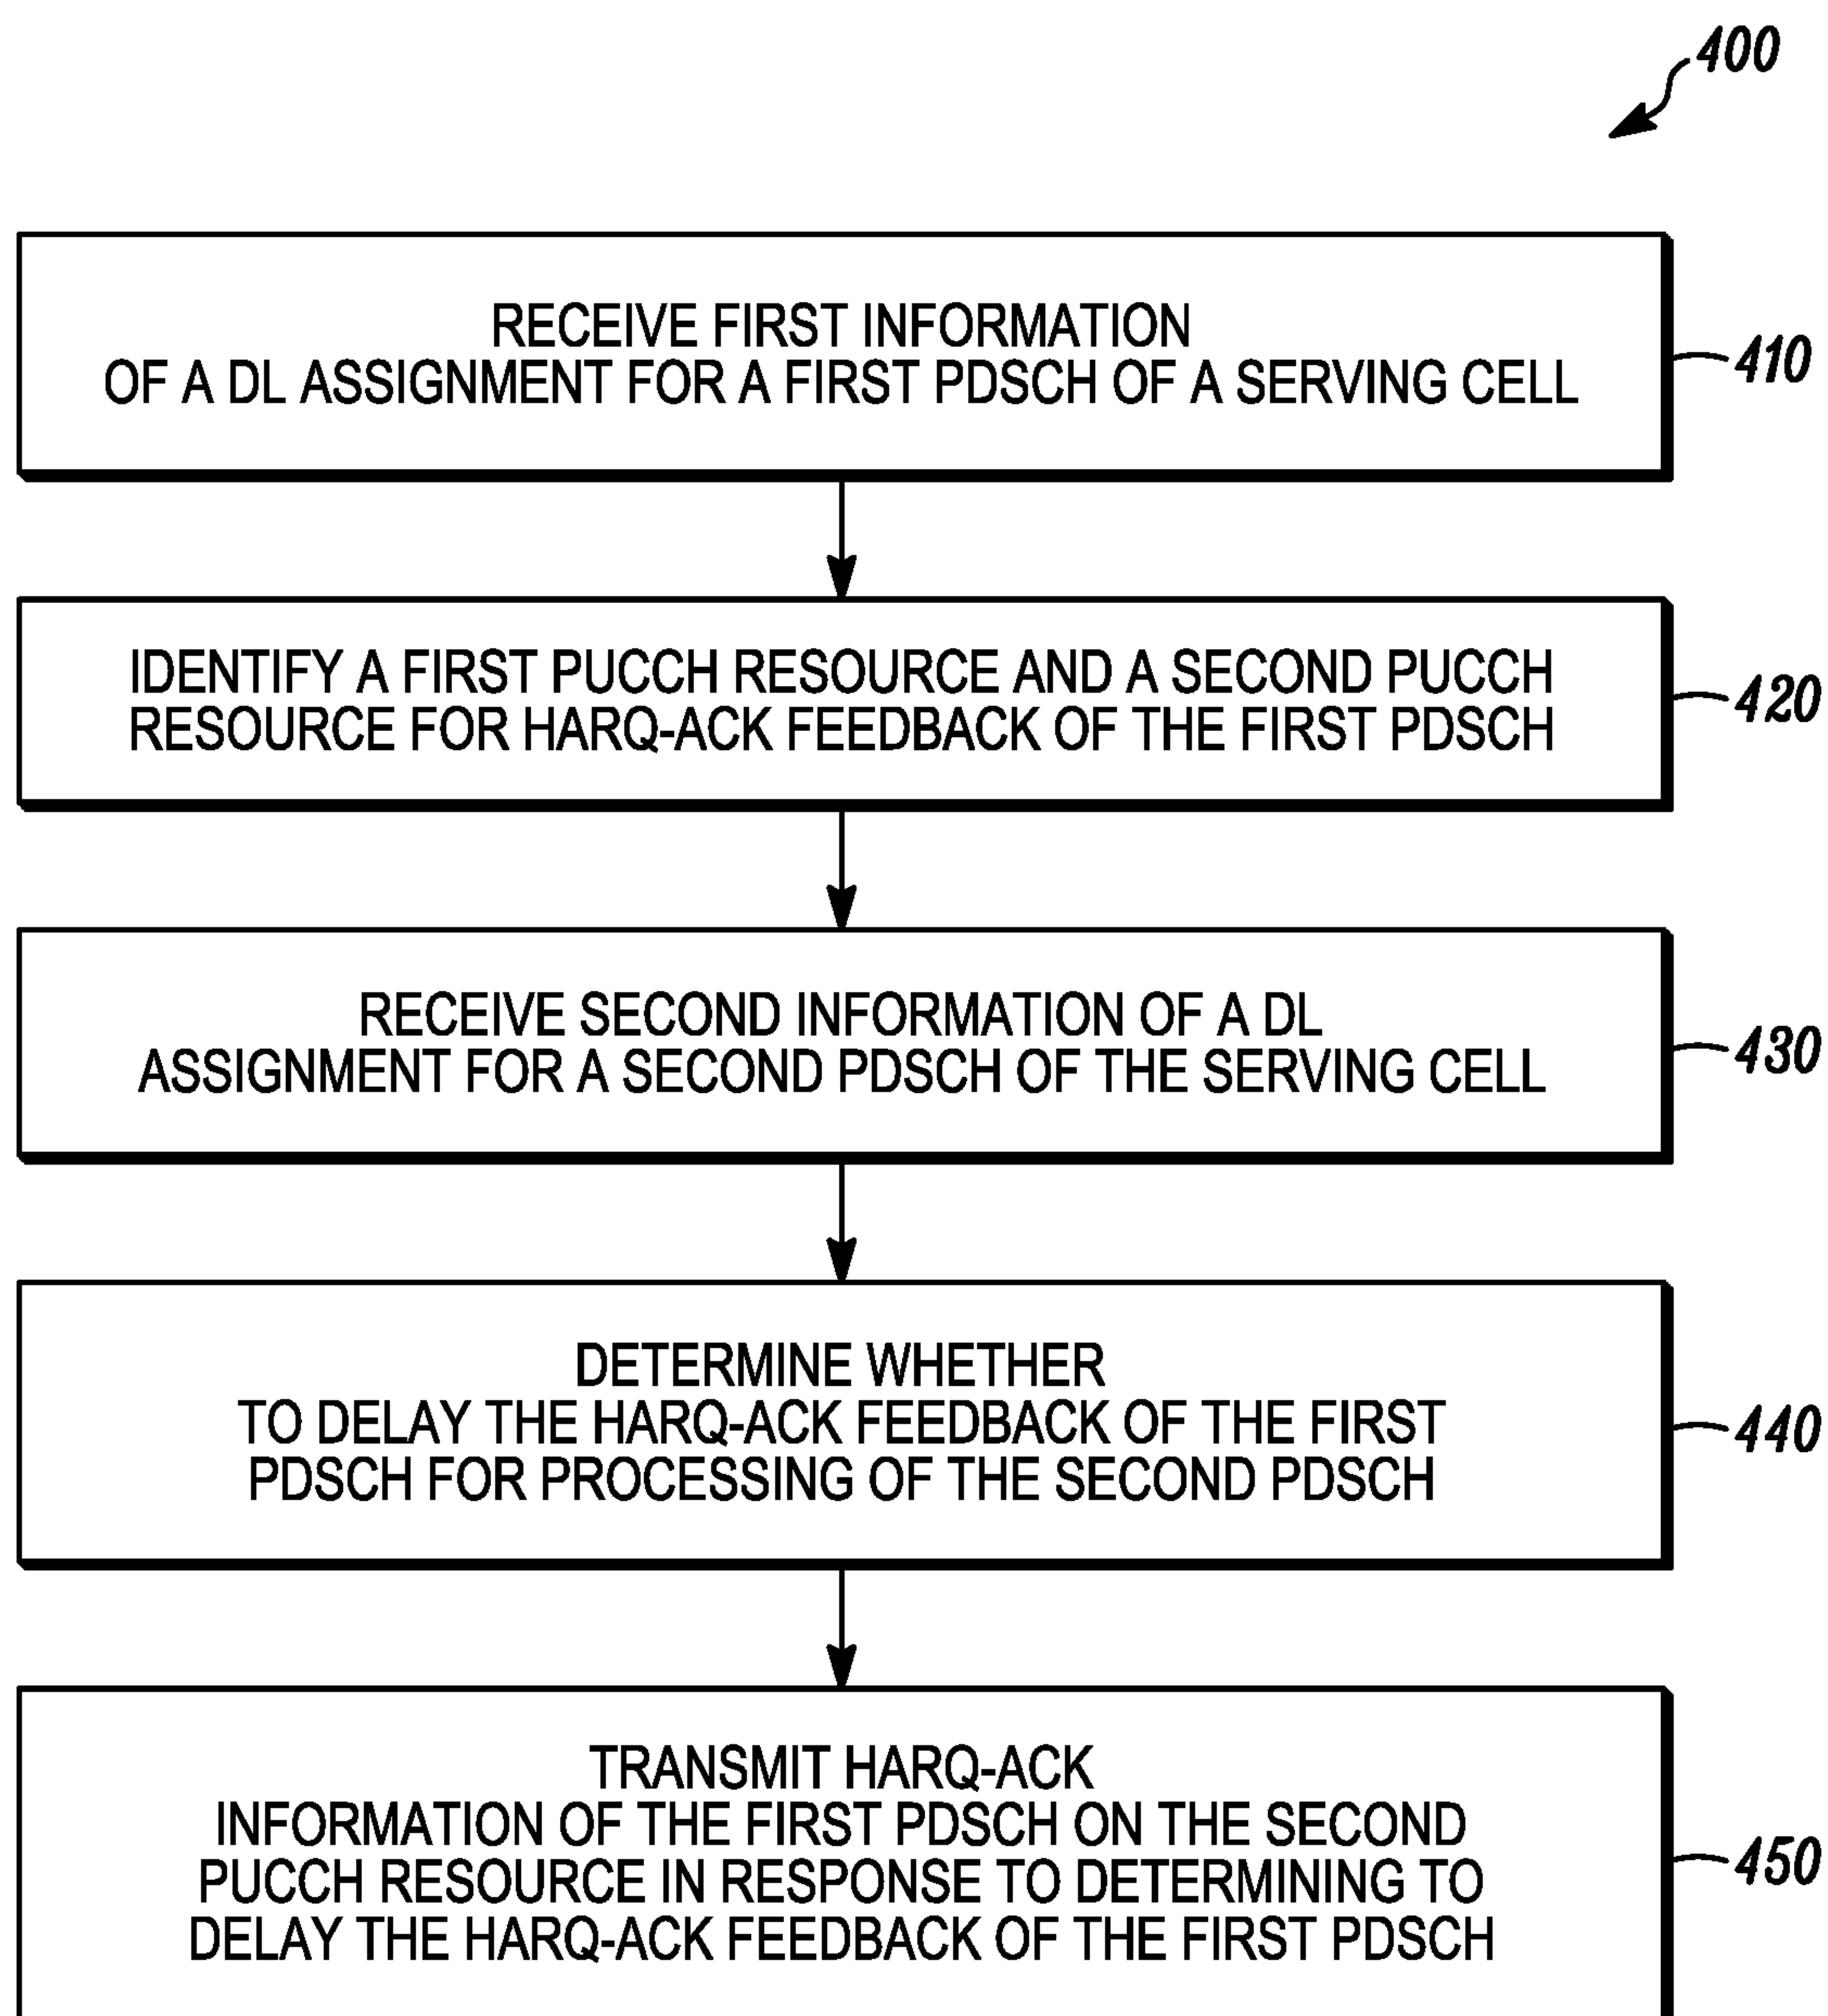 400
RECEIVE FIRST INFORMATION
OF A DL ASSIGNMENT FOR A FIRST PDSCH OF A SERVING CELL
410
IDENTIFY A FIRST PUCCH RESOURCE AND A SECOND PUCCH
RESOURCE FOR HARQ-ACK FEEDBACK OF THE FIRST PDSCH
420
RECEIVE SECOND INFORMATION OF A DL
ASSIGNMENT FOR A SECOND PDSCH OF THE SERVING CELL
430
DETERMINE WHETHER
TO DELAY THE HARQ-ACK FEEDBACK OF THE FIRST
PDSCH FOR PROCESSING OF THE SECOND PDSCH
440
TRANSMIT HARQ-ACK
INFORMATION OF THE FIRST PDSCH ON THE SECOND
PUCCH RESOURCE IN RESPONSE TO DETERMINING TO
DELAY THE HARQ-ACK FEEDBACK OF THE FIRST PDSCH
450